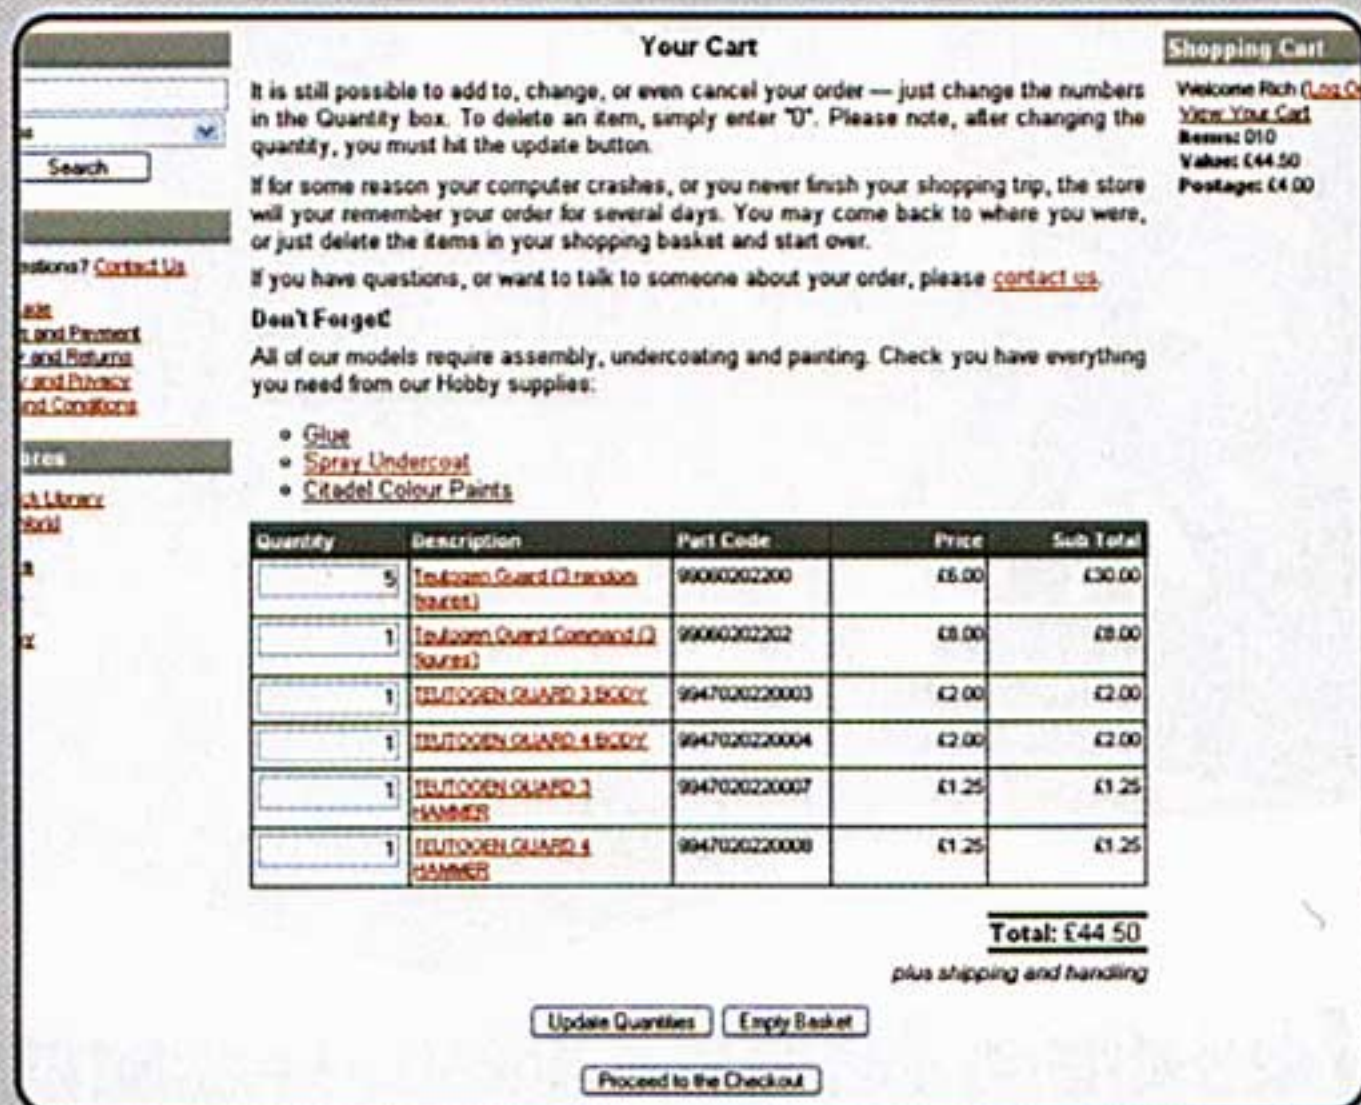 Your Cart
It is still possible to add to, change, or even cancel your order — just change the numbers
in the Quantity box. To delete an item, simply enter "0". Please note, after changing the
quantity, you must hit the update button.
If for some reason your computer crashes, or you never finish your shopping trip, the store
will your remember your order for several days. You may come back to where you were,
or just delete the items in your shopping basket and start over.
If you have questions, or want to talk to someone about your order, please contact us.
Don't Forget!
All of our models require assembly, undercoating and painting. Check you have everything
you need from our Hobby supplies:
Glue
Spray Undercoat
Citadel Colour Paints
Quantity Description Part Code Price Sub Total
5 Teutogen Guard (3 random 99060202200 £6.00 £30.00
figures)
1 Teutogen Guard Command (3 99060202202 £8.00 £8.00
figures)
1 TEUTOGEN GUARD 3 BODY 9947020220003 £2.00 £2.00
1 TEUTOGEN GUARD 4 BODY 9947020220004 £2.00 £2.00
1 TEUTOGEN GUARD 3 9947020220007 £1.25 £1.25
HAMMER
1 TEUTOGEN GUARD 4 9947020220008 £1.25 £1.25
HAMMER
Total: £44.50
plus shipping and handling
Update Quantities Empty Basket
Proceed to the Checkout
Search
Contact Us
and Payment
and Returns
and Privacy
and Conditions
Library
Shopping Cart
Welcome Rich (Log
View Your Cart
Items: 010
Value: £44.50
Postage: £4.00